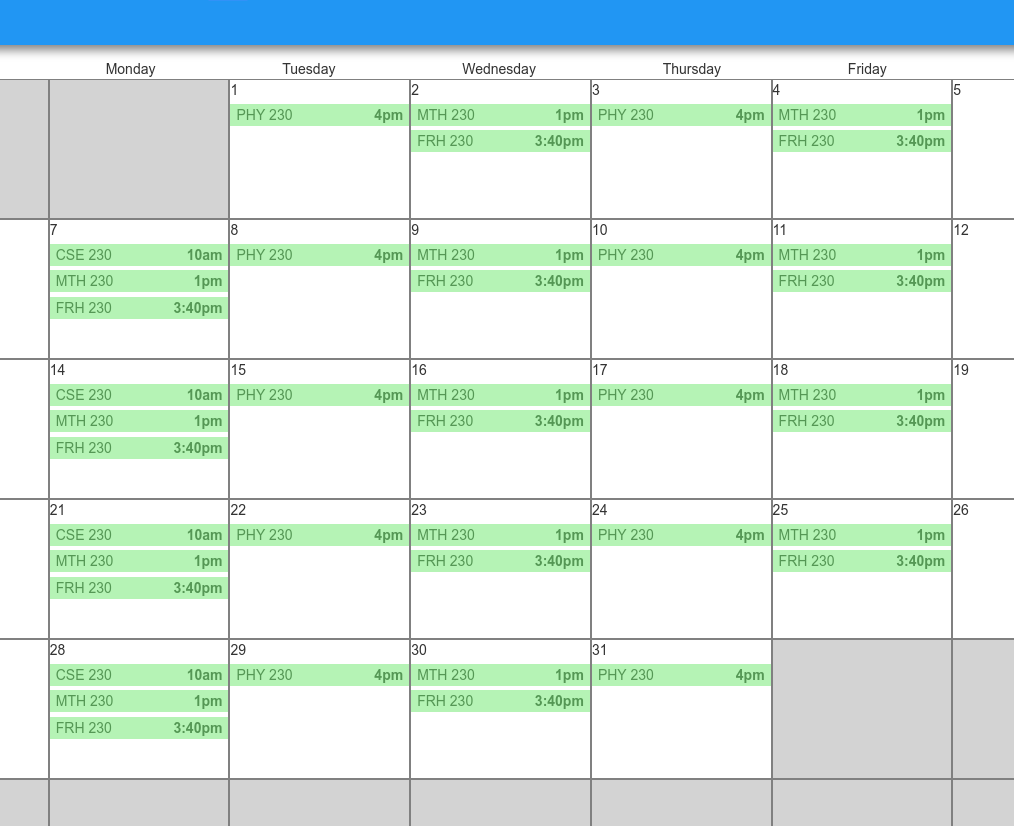 Monday Tuesday Wednesday Thursday Friday
1 2 3 4 5
PHY 230 4pm MTH 230 1pm PHY 230 4pm MTH 230 1pm
FRH 230 3:40pm FRH 230 3:40pm
7 8 9 10 11 12
CSE 230 10am PHY 230 4pm MTH 230 1pm PHY 230 4pm MTH 230 1pm
MTH 230 1pm FRH 230 3:40pm FRH 230 3:40pm
FRH 230 3:40pm
14 15 16 17 18 19
CSE 230 10am PHY 230 4pm MTH 230 1pm PHY 230 4pm MTH 230 1pm
MTH 230 1pm FRH 230 3:40pm FRH 230 3:40pm
FRH 230 3:40pm
21 22 23 24 25 26
CSE 230 10am PHY 230 4pm MTH 230 1pm PHY 230 4pm MTH 230 1pm
MTH 230 1pm FRH 230 3:40pm FRH 230 3:40pm
FRH 230 3:40pm
28 29 30 31
CSE 230 10am PHY 230 4pm MTH 230 1pm PHY 230 4pm
MTH 230 1pm FRH 230 3:40pm
FRH 230 3:40pm